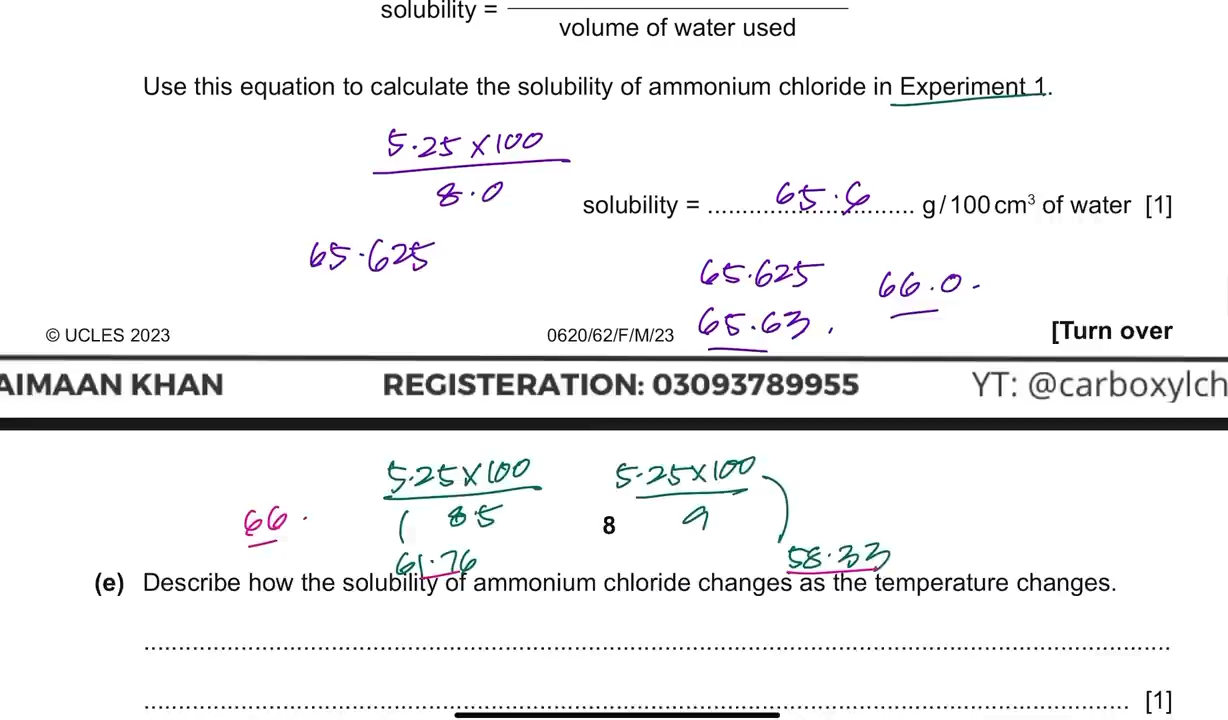 solubility = 
volume of water used
Use this equation to calculate the solubility of ammonium chloride in Experiment 1.
5.25 x 100
8.0
solubility = .............................. g / 100 cm³ of water [1]
65.6
65.625
65.625
66.0.
65.63.
© UCLES 2023 0620/62/F/M/23 [Turn over
AIMAAN KHAN REGISTERATION: 03093789955 YT: @carboxylch
5.25 x 100
5.25 x 100
66.
8.5
8
9
61.76
58.33
(e) Describe how the solubility of ammonium chloride changes as the temperature changes.
[1]